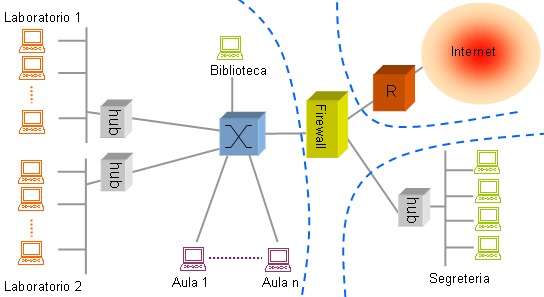 Laboratorio 1
Internet
Biblioteca
R
Firewall
hub
hub
hub
Aula 1
Aula n
Segreteria
Laboratorio 2